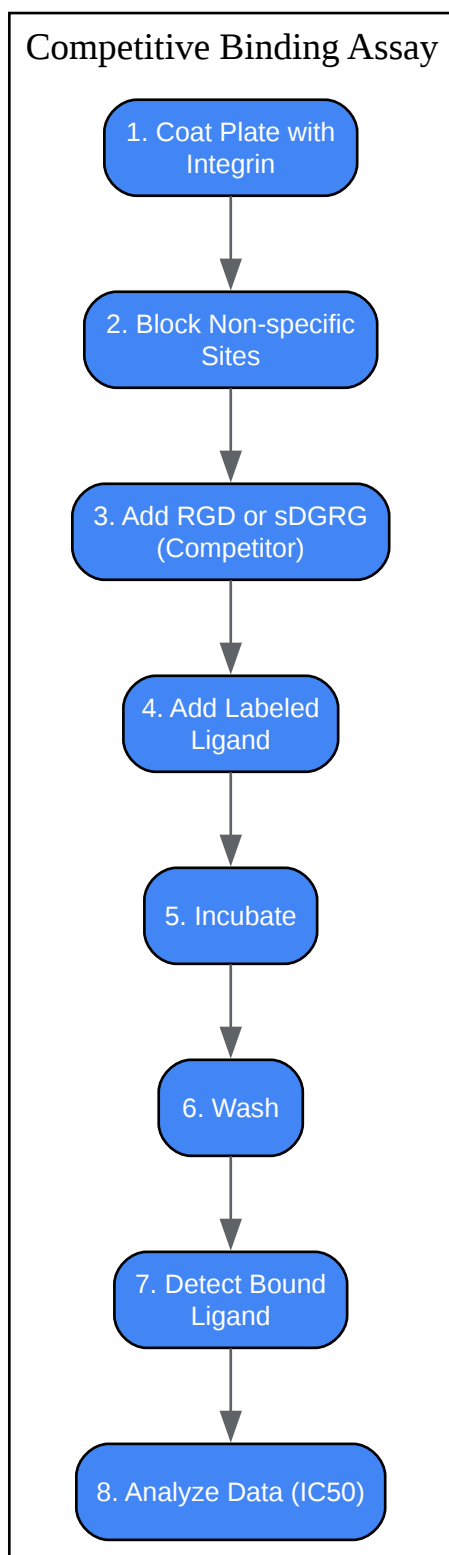 Competitive Binding Assay
1. Coat Plate with
Integrin
2. Block Non-specific
Sites
3. Add RGD or sDGRG
(Competitor)
4. Add Labeled
Ligand
5. Incubate
6. Wash
7. Detect Bound
Ligand
8. Analyze Data (IC50)